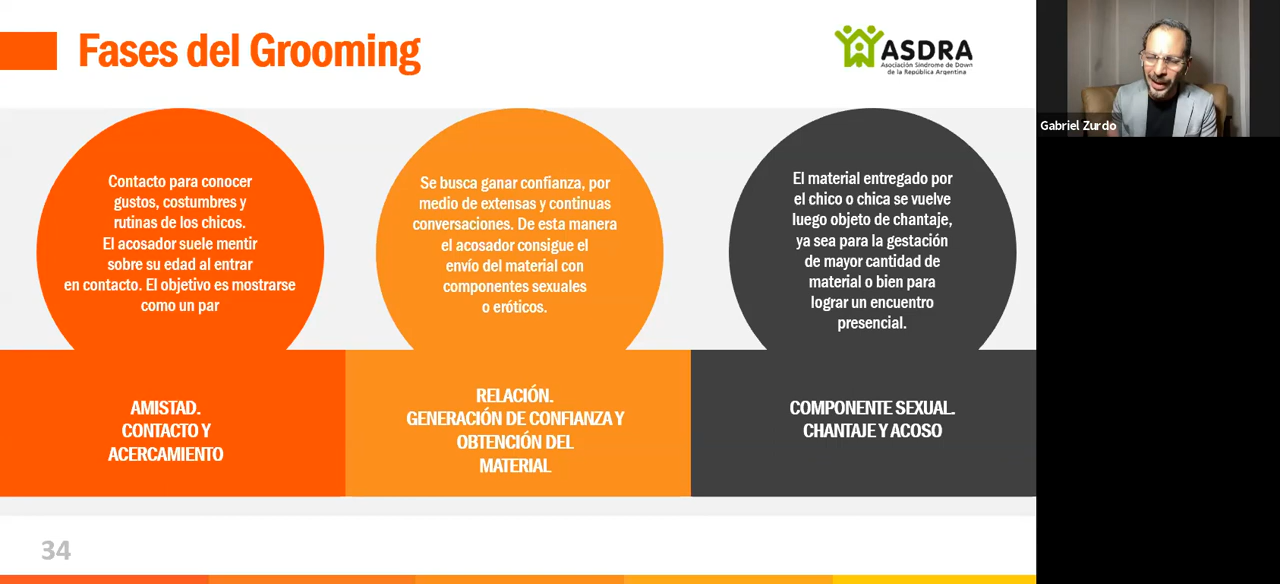 Fases del Grooming
ASDRA
Asociación Síndrome de Down
de la República Argentina
Gabriel Zurdo
Contacto para conocer
gustos, costumbres y
rutinas de los chicos.
El acosador suele mentir
sobre su edad al entrar
en contacto. El objetivo es mostrarse
como un par
Se busca ganar confianza, por
medio de extensas y continuas
conversaciones. De esta manera
el acosador consigue el
envío del material con
componentes sexuales
o eróticos.
El material entregado por
el chico o chica se vuelve
luego objeto de chantaje,
ya sea para la gestación
de mayor cantidad de
material o bien para
lograr un encuentro
presencial.
AMISTAD.
CONTACTO Y
ACERCAMIENTO
RELACIÓN.
GENERACIÓN DE CONFIANZA Y
OBTENCIÓN DEL
MATERIAL
COMPONENTE SEXUAL.
CHANTAJE Y ACOSO
34